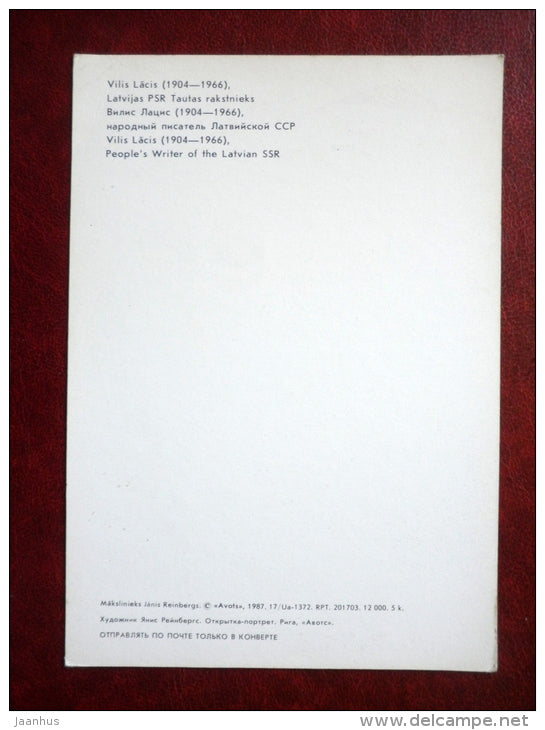 Vilis Lācis (1904—1966),
Latvijas PSR Tautas rakstnieks
Вилис Лацис (1904—1966),
народный писатель Латвийской ССР
Vilis Lācis (1904—1966),
People's Writer of the Latvian SSR
Mākslinieks Jānis Reinbergs. © «Avots», 1987. 17/Ua-1372. RPT. 201703. 12 000. 5 k.
Художник Янис Рейнбергс. Открытка-портрет. Рига, «Авотс».
ОТПРАВЛЯТЬ ПО ПОЧТЕ ТОЛЬКО В КОНВЕРТЕ
jaanhus
www.delcampe.net